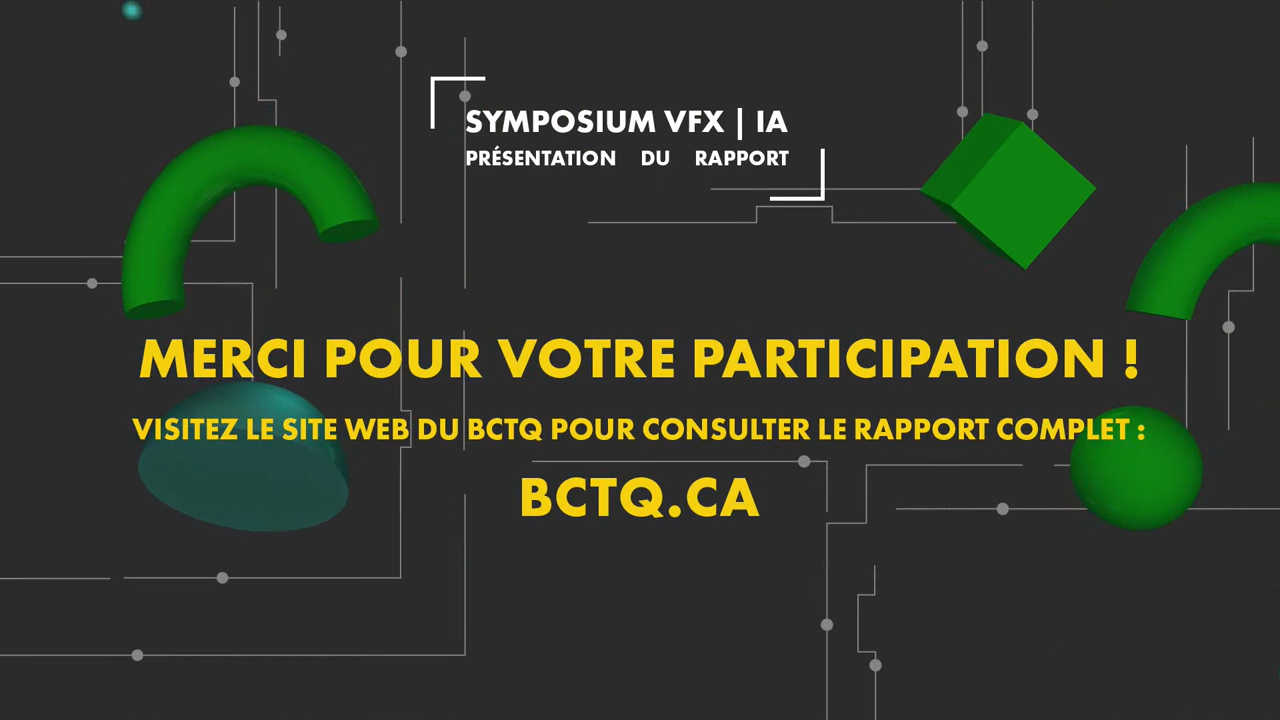 SYMPOSIUM VFX | IA
PRÉSENTATION DU RAPPORT
MERCI POUR VOTRE PARTICIPATION !
VISITEZ LE SITE WEB DU BCTQ POUR CONSULTER LE RAPPORT COMPLET :
BCTQ.CA